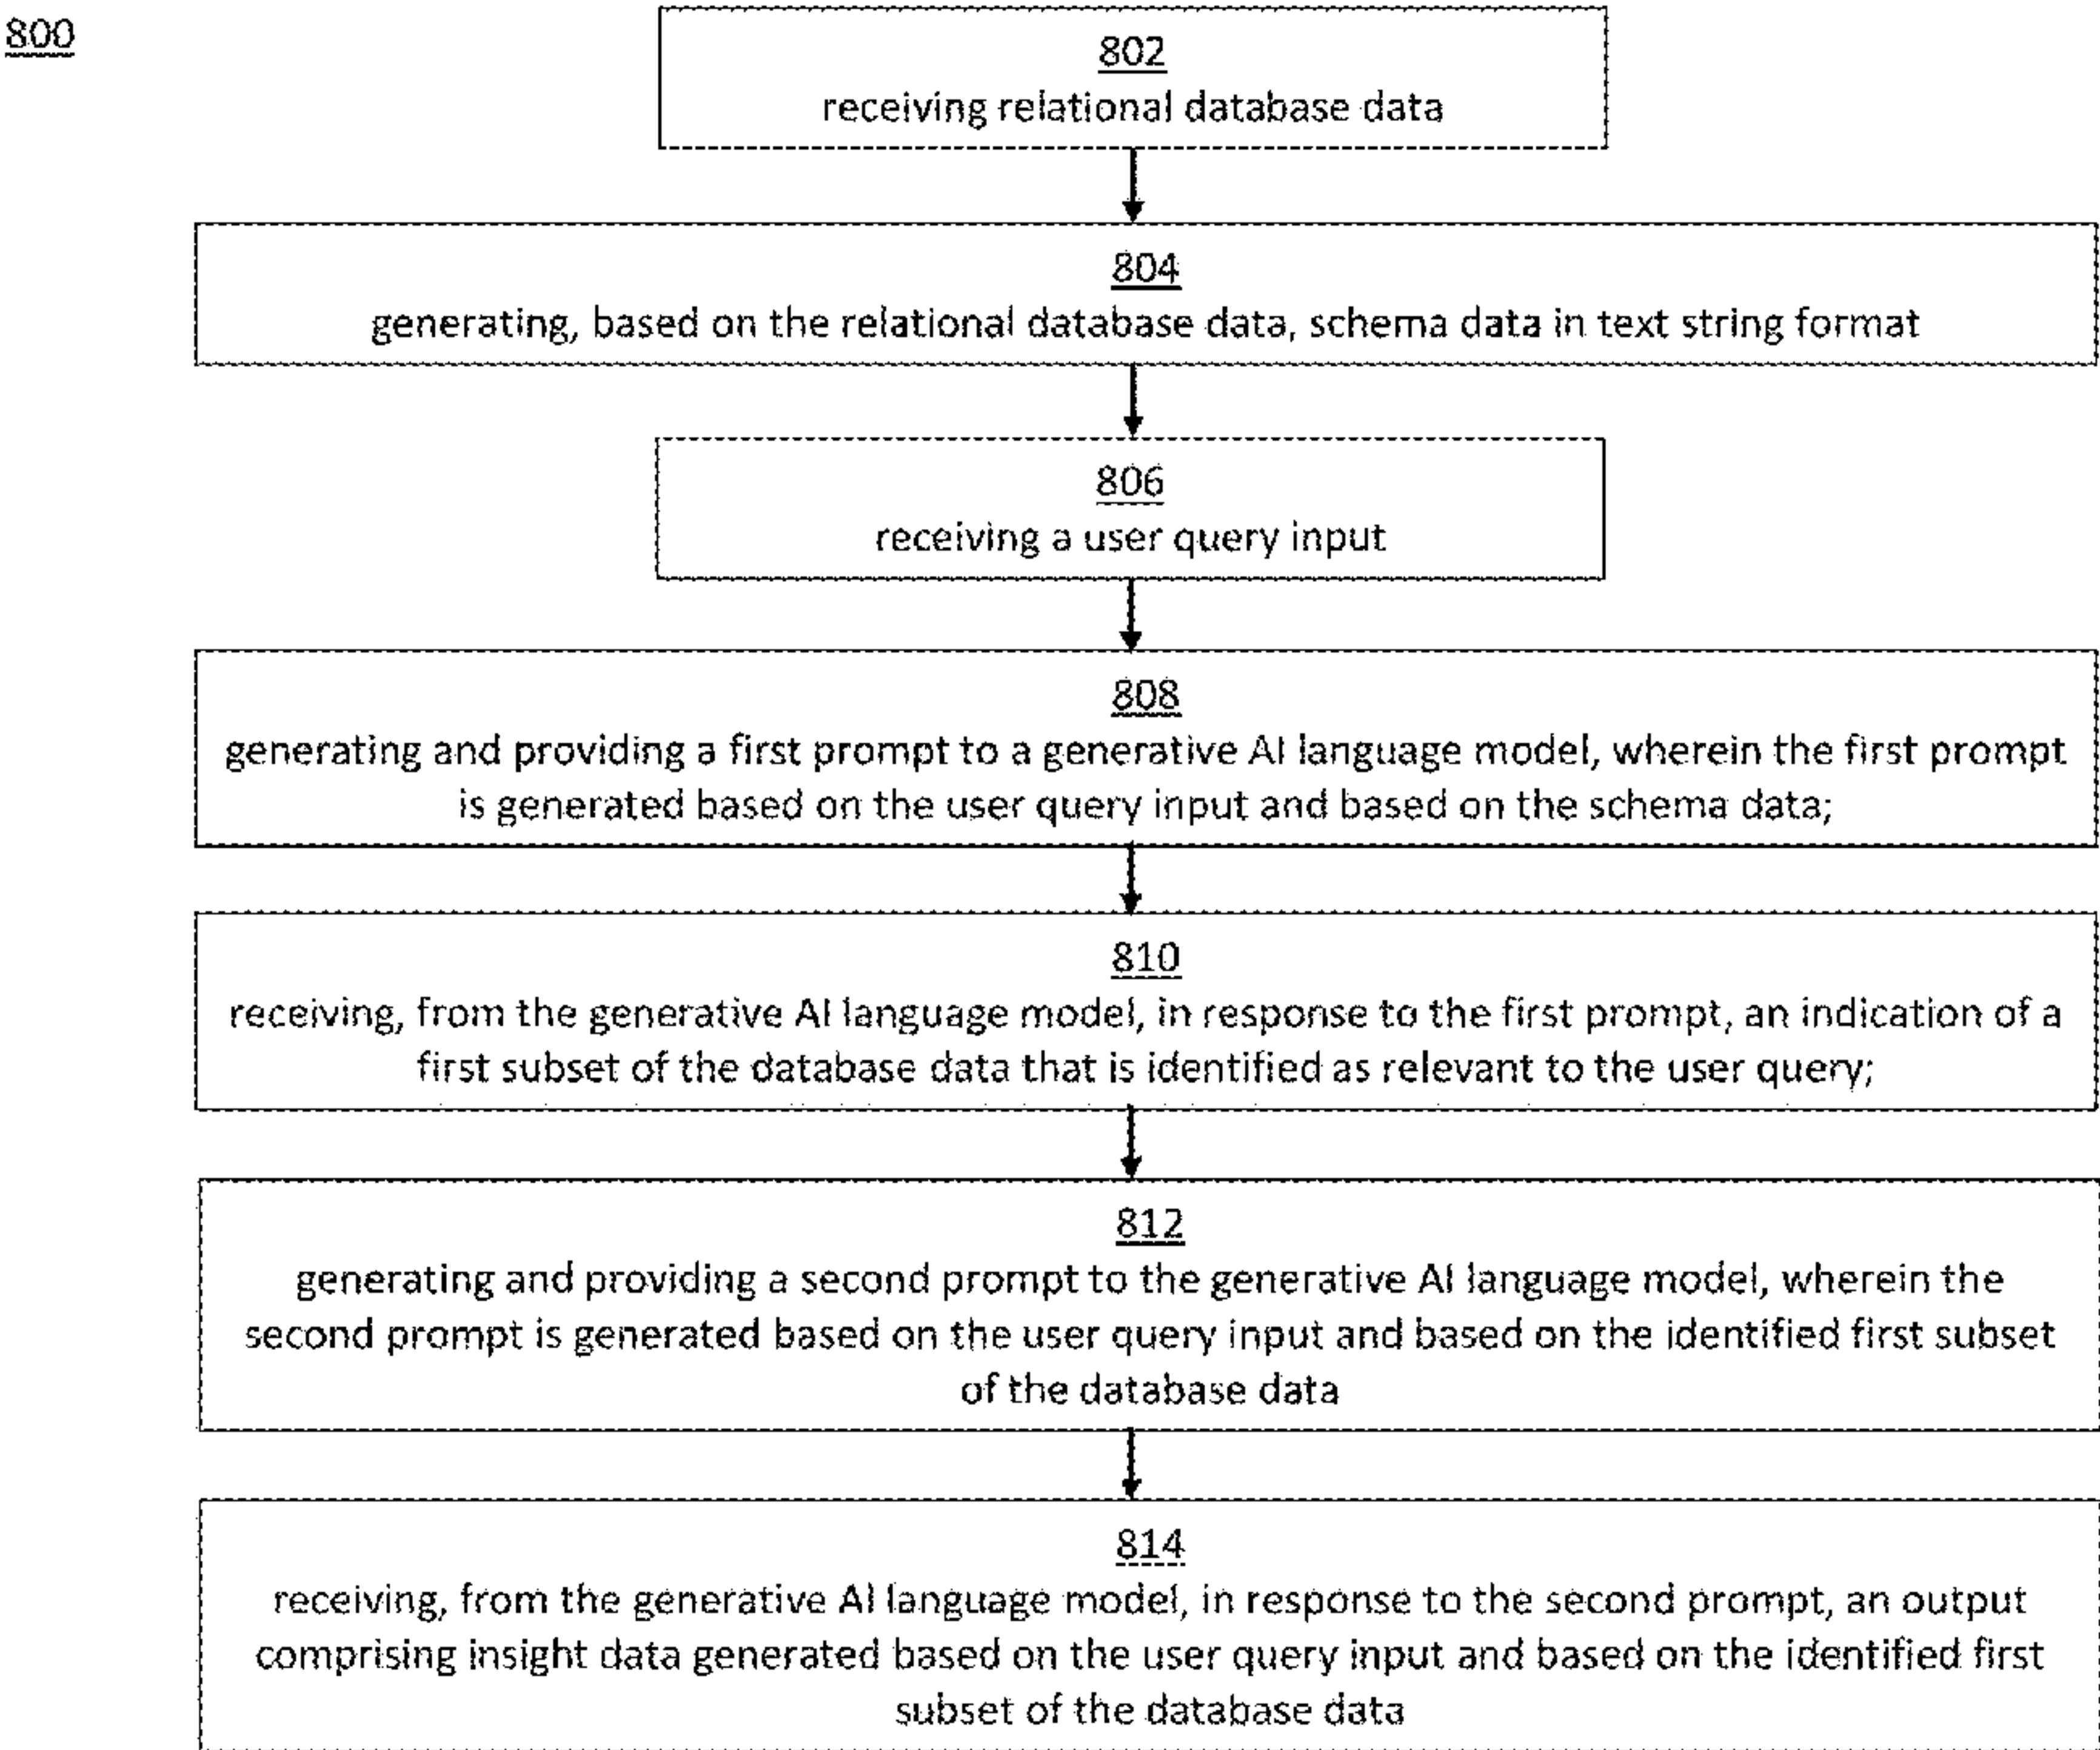 800
802
receiving relational database data
804
generating, based on the relational database data, schema data in text string format
806
receiving a user query input
808
generating and providing a first prompt to a generative AI language model, wherein the first prompt
is generated based on the user query input and based on the schema data;
810
receiving, from the generative AI language model, in response to the first prompt, an indication of a
first subset of the database data that is identified as relevant to the user query;
812
generating and providing a second prompt to the generative AI language model, wherein the
second prompt is generated based on the user query input and based on the identified first subset
of the database data
814
receiving, from the generative AI language model, in response to the second prompt, an output
comprising insight data generated based on the user query input and based on the identified first
subset of the database data